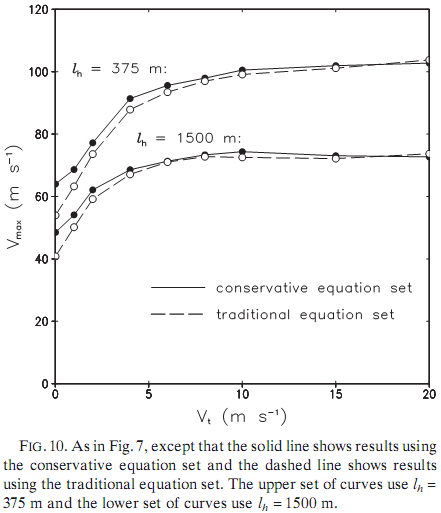 120
100
80
60
40
20
0
V_max (m s⁻¹)
l_h = 375 m:
l_h = 1500 m:
conservative equation set
traditional equation set
0 5 10 15 20
V_t (m s⁻¹)
FIG. 10. As in Fig. 7, except that the solid line shows results using
the conservative equation set and the dashed line shows results
using the traditional equation set. The upper set of curves use l_h =
375 m and the lower set of curves use l_h = 1500 m.